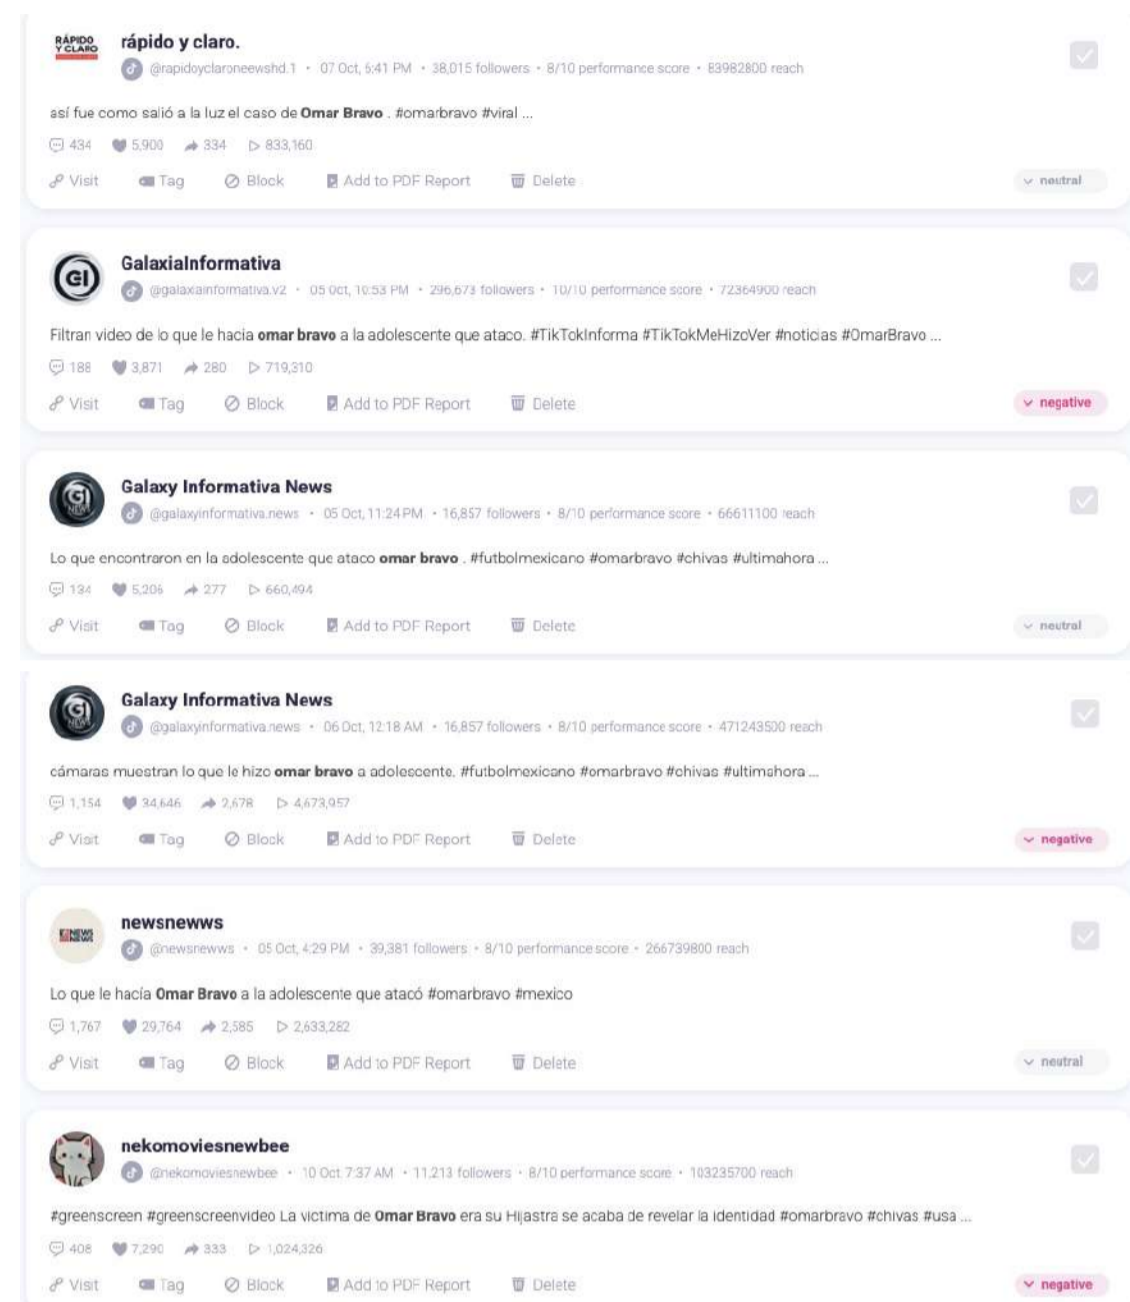 RÁPIDO
Y CLARO
rápido y claro.
@rapidoyclaroneewshd.1 • 07 Oct, 5:41 PM • 38,015 followers • 8/10 performance score • 83982800 reach
así fue como salió a la luz el caso de Omar Bravo . #omarbravo #viral ...
434 5,900 334 833,160
Visit Tag Block Add to PDF Report Delete neutral
GI
GalaxiaInformativa
@galaxiainformativa.v2 • 05 Oct, 10:53 PM • 296,673 followers • 10/10 performance score • 72364900 reach
Filtran video de lo que le hacía omar bravo a la adolescente que ataco. #TikTokInforma #TikTokMeHizoVer #noticias #OmarBravo ...
188 3,871 280 719,310
Visit Tag Block Add to PDF Report Delete negative
GI
NEWS
Galaxy Informativa News
@galaxyinformativa.news • 05 Oct, 11:24 PM • 16,857 followers • 8/10 performance score • 66611100 reach
Lo que encontraron en la adolescente que ataco omar bravo . #futbolmexicano #omarbravo #chivas #ultimahora ...
134 5,206 277 660,494
Visit Tag Block Add to PDF Report Delete neutral
GI
NEWS
Galaxy Informativa News
@galaxyinformativa.news • 06 Oct, 12:18 AM • 16,857 followers • 8/10 performance score • 471243500 reach
cámaras muestran lo que le hizo omar bravo a adolescente. #futbolmexicano #omarbravo #chivas #ultimahora ...
1,154 34,646 2,678 4,673,957
Visit Tag Block Add to PDF Report Delete negative
newsnewws
@newsnewws • 05 Oct, 4:29 PM • 39,381 followers • 8/10 performance score • 266739800 reach
Lo que le hacía Omar Bravo a la adolescente que atacó #omarbravo #mexico
1,767 29,764 2,585 2,633,282
Visit Tag Block Add to PDF Report Delete neutral
nekomoviesnewbee
@nekomoviesnewbee • 10 Oct 7:37 AM • 11,213 followers • 8/10 performance score • 103235700 reach
#greenscreen #greenscreenvideo La victima de Omar Bravo era su Hijastra se acaba de revelar la identidad #omarbravo #chivas #usa ...
408 7,290 333 1,024,326
Visit Tag Block Add to PDF Report Delete negative